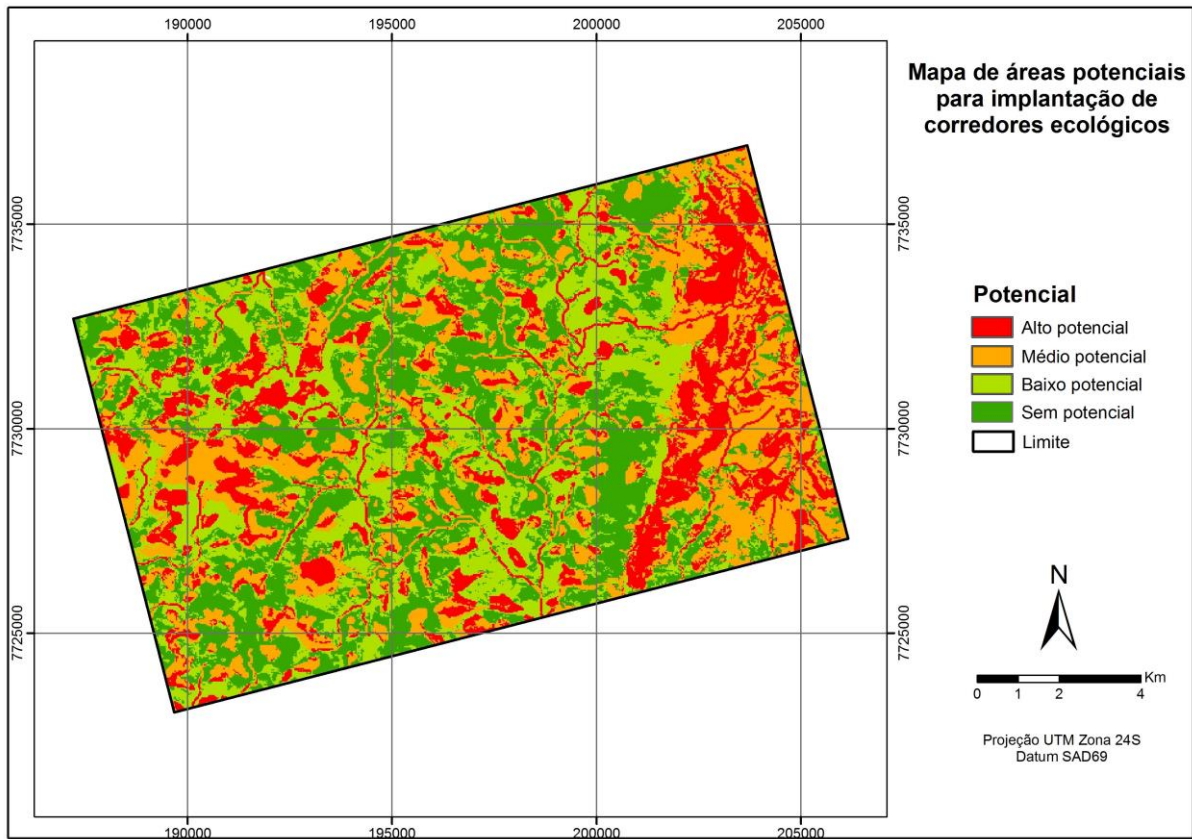 190000
195000
200000
205000
Mapa de áreas potenciais
para implantação de
corredores ecológicos
7735000
7735000
Potencial
Alto potencial
Médio potencial
Baixo potencial
Sem potencial
Limite
7730000
7730000
N
7725000
7725000
Km
0 1 2 4
Projeção UTM Zona 24S
Datum SAD69
190000
195000
200000
205000